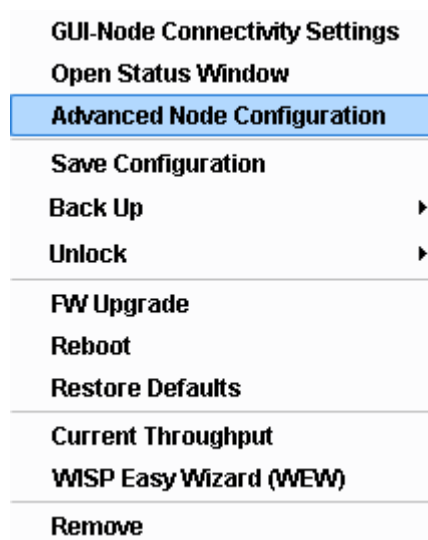 GUI-Node Connectivity Settings
Open Status Window
Advanced Node Configuration
Save Configuration
Back Up
Unlock
FW Upgrade
Reboot
Restore Defaults
Current Throughput
WISP Easy Wizard (WEW)
Remove